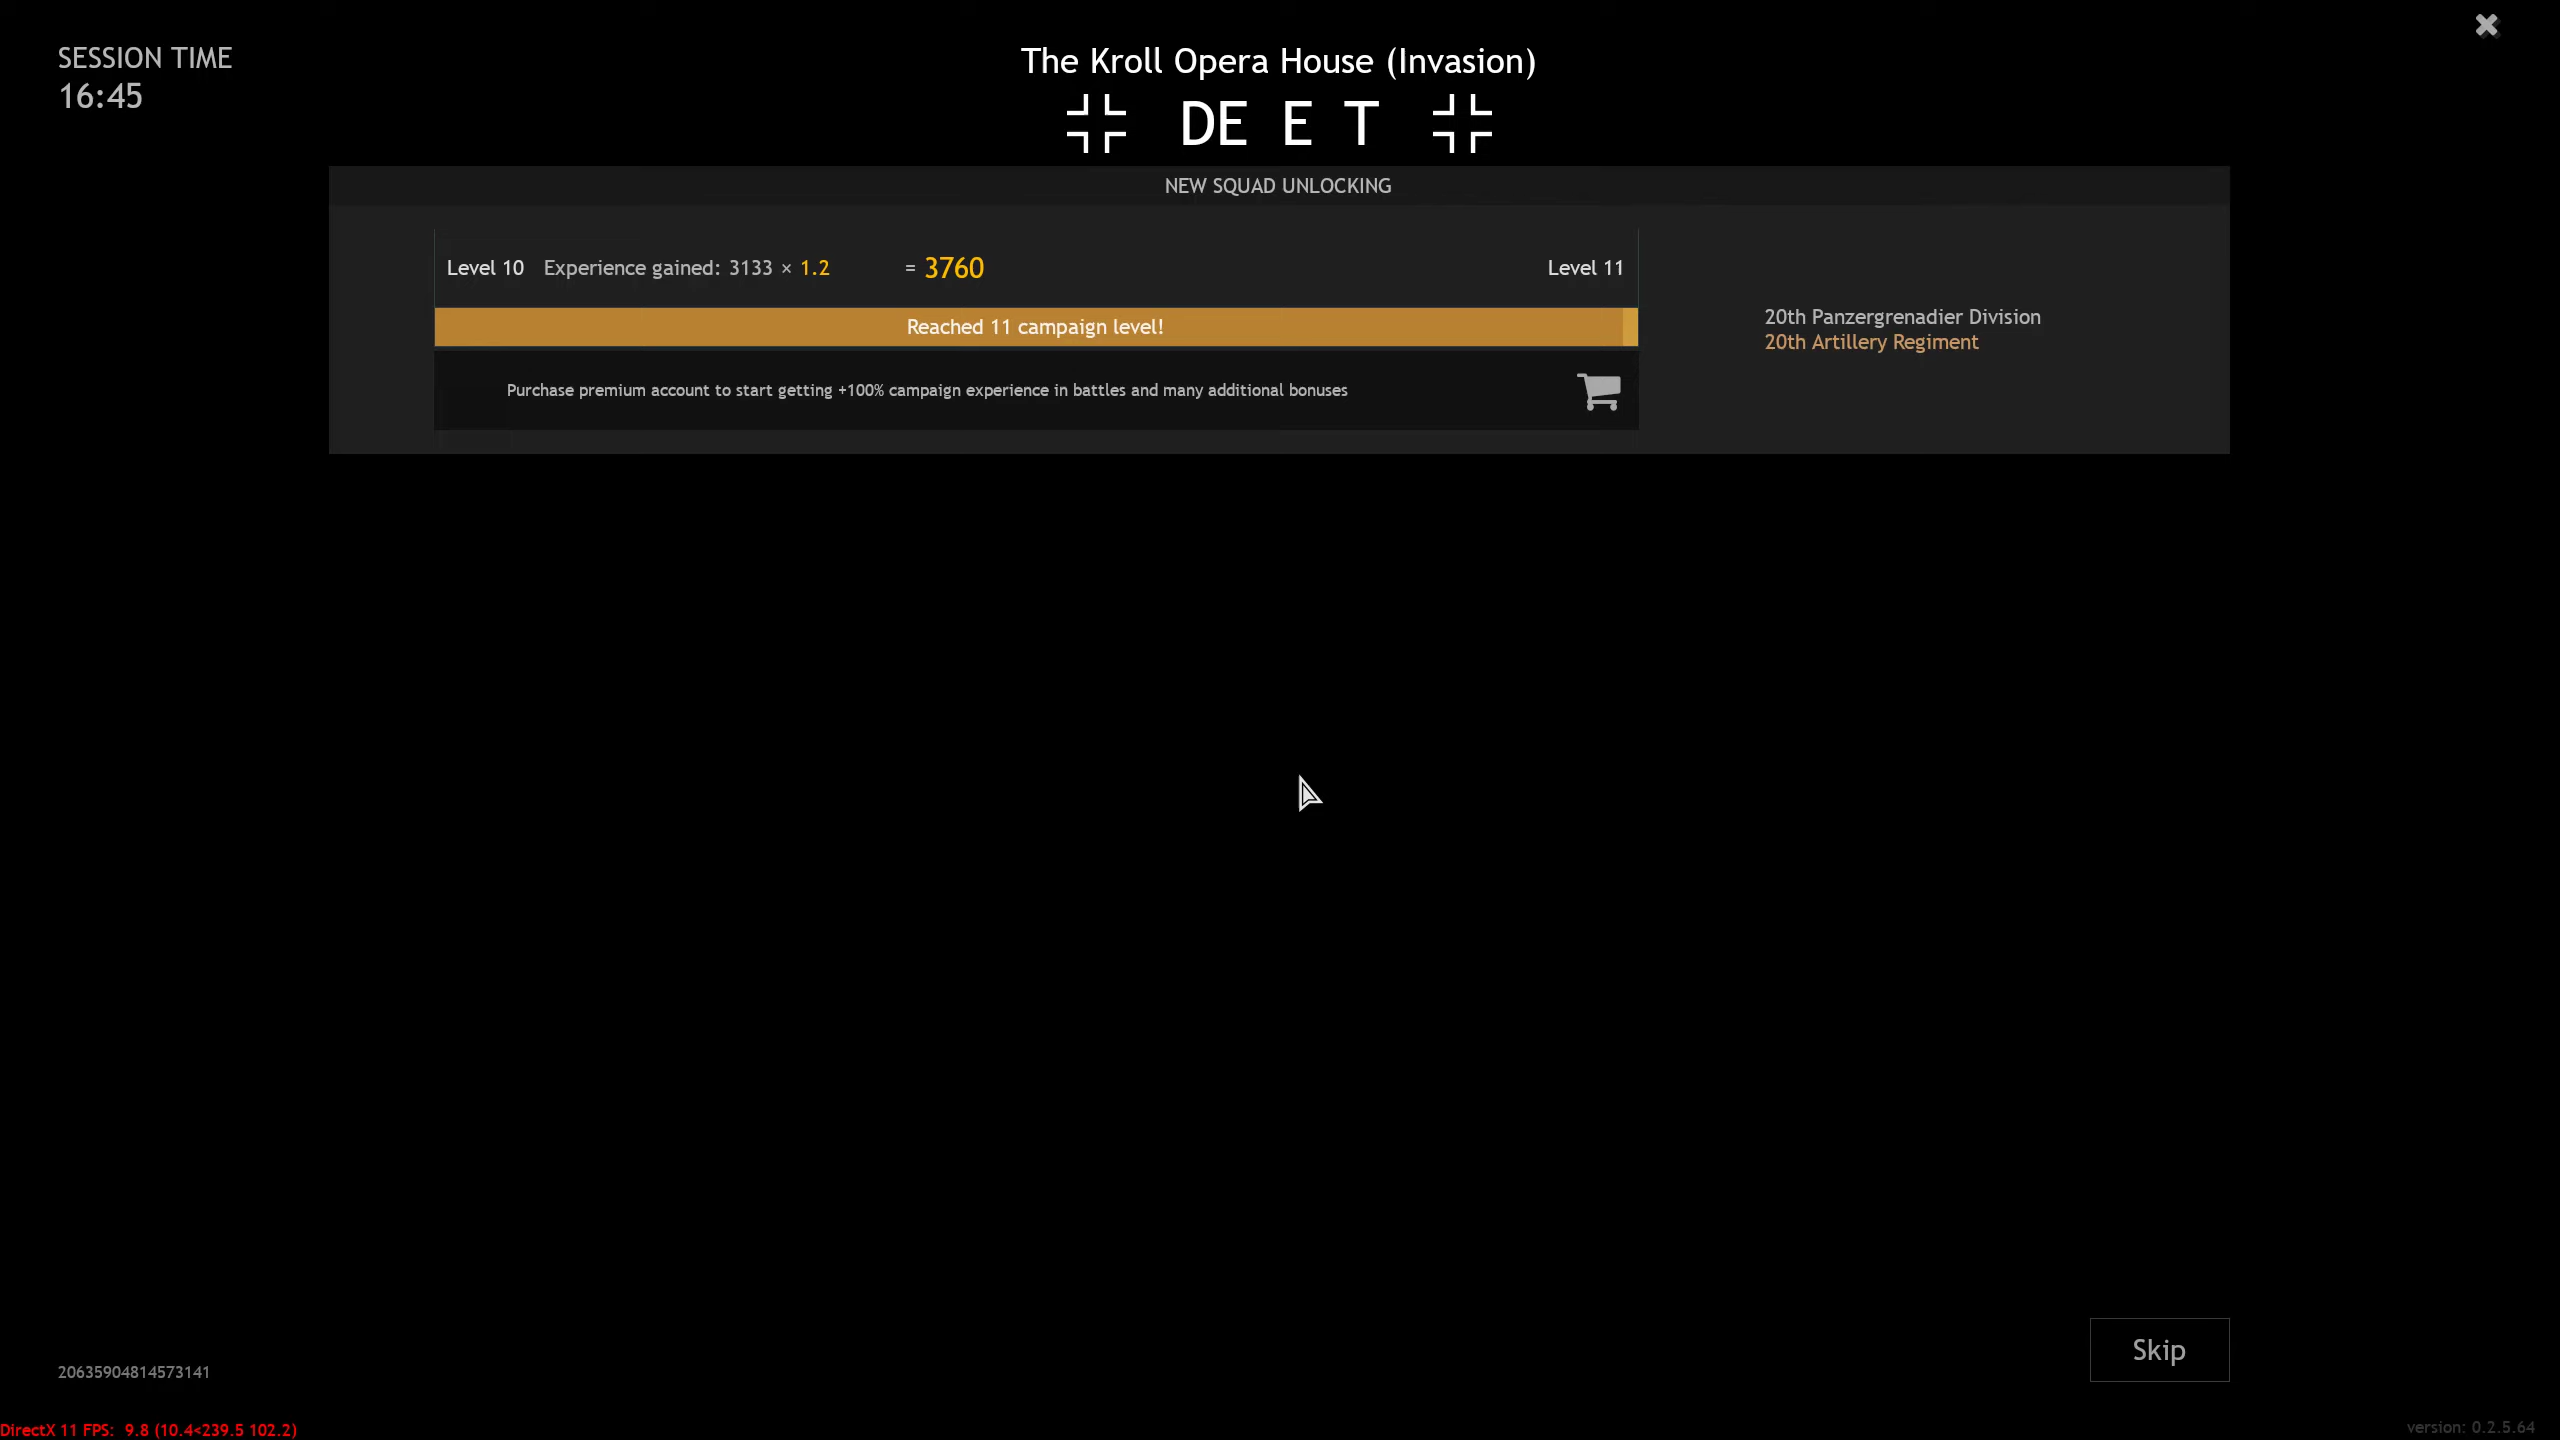 SESSION TIME
16:45
The Kroll Opera House (Invasion)
DE E T
NEW SQUAD UNLOCKING
Level 10 Experience gained: 3133 × 1.2 = 3760 Level 11
Reached 11 campaign level!
20th Panzergrenadier Division
20th Artillery Regiment
Purchase premium account to start getting +100% campaign experience in battles and many additional bonuses
Skip
20635904814573141
DirectX 11 FPS: 9.8 (10.4<239.5 102.2)
version: 0.2.5.64